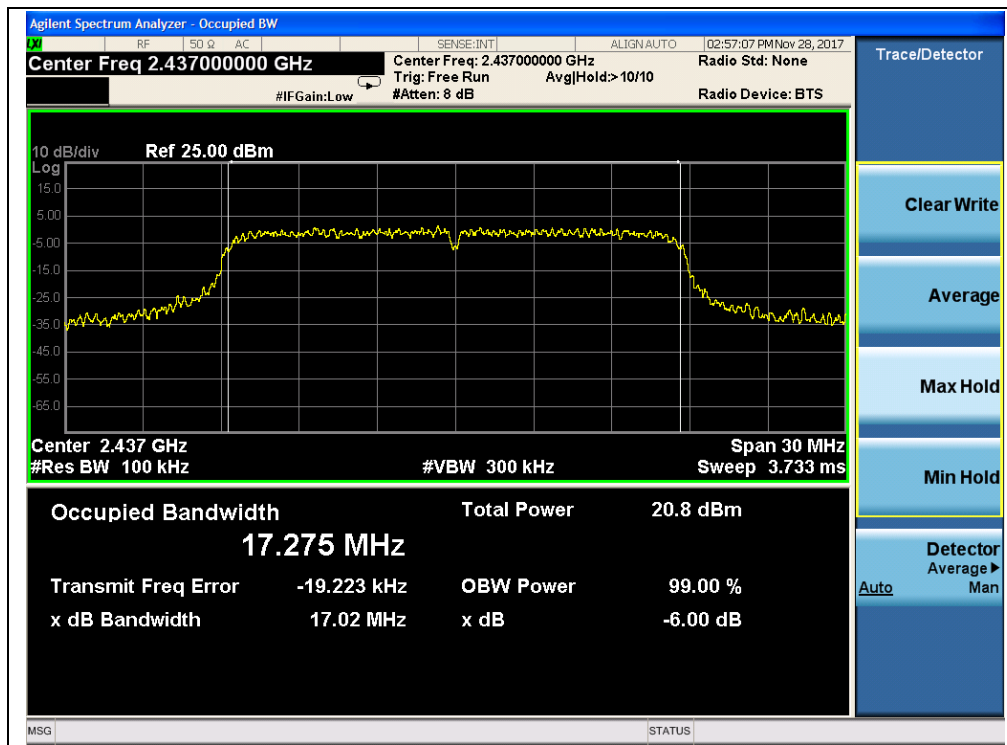 Agilent Spectrum Analyzer - Occupied BW
LXI RF 50 Ω AC SENSE:INT ALIGN AUTO 02:57:07 PM Nov 28, 2017
Center Freq 2.437000000 GHz
Center Freq: 2.437000000 GHz
Radio Std: None
Trig: Free Run Avg|Hold:> 10/10
#IFGain:Low
#Atten: 8 dB
Radio Device: BTS
Trace/Detector
10 dB/div Ref 25.00 dBm
Log
15.0
5.00
-5.00
-15.0
-25.0
-35.0
-45.0
-55.0
-65.0
Center 2.437 GHz Span 30 MHz
#Res BW 100 kHz #VBW 300 kHz Sweep 3.733 ms
Occupied Bandwidth Total Power 20.8 dBm
17.275 MHz
Transmit Freq Error -19.223 kHz OBW Power 99.00 %
x dB Bandwidth 17.02 MHz x dB -6.00 dB
Clear Write
Average
Max Hold
Min Hold
Detector
Average▶
Auto Man
MSG STATUS